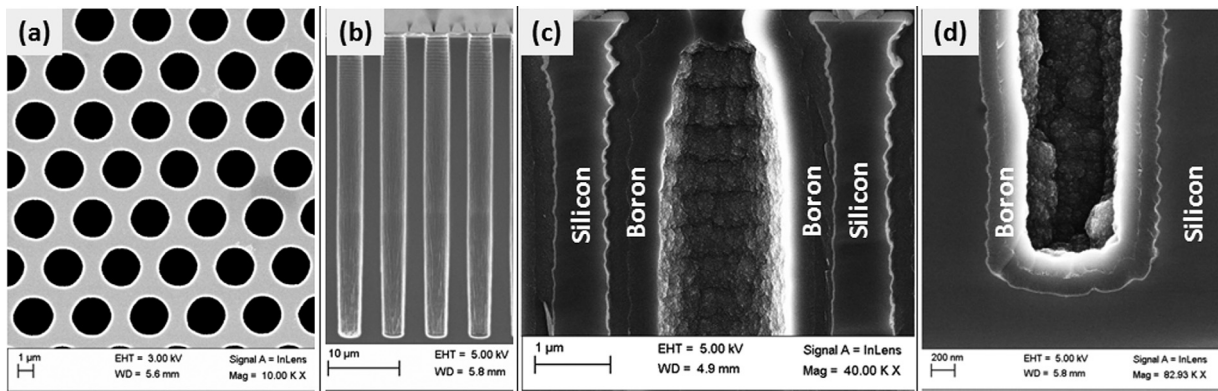 (a)
(b)
(c)
(d)
Silicon
Boron
Boron
Silicon
Boron
Silicon
1 µm
EHT = 3.00 kV
Signal A = InLens
WD = 5.6 mm
Mag = 10.00 K X
10 µm
EHT = 5.00 kV
WD = 5.8 mm
1 µm
EHT = 5.00 kV
Signal A = InLens
WD = 4.9 mm
Mag = 40.00 K X
200 nm
EHT = 5.00 kV
Signal A = InLens
WD = 5.8 mm
Mag = 82.93 K X